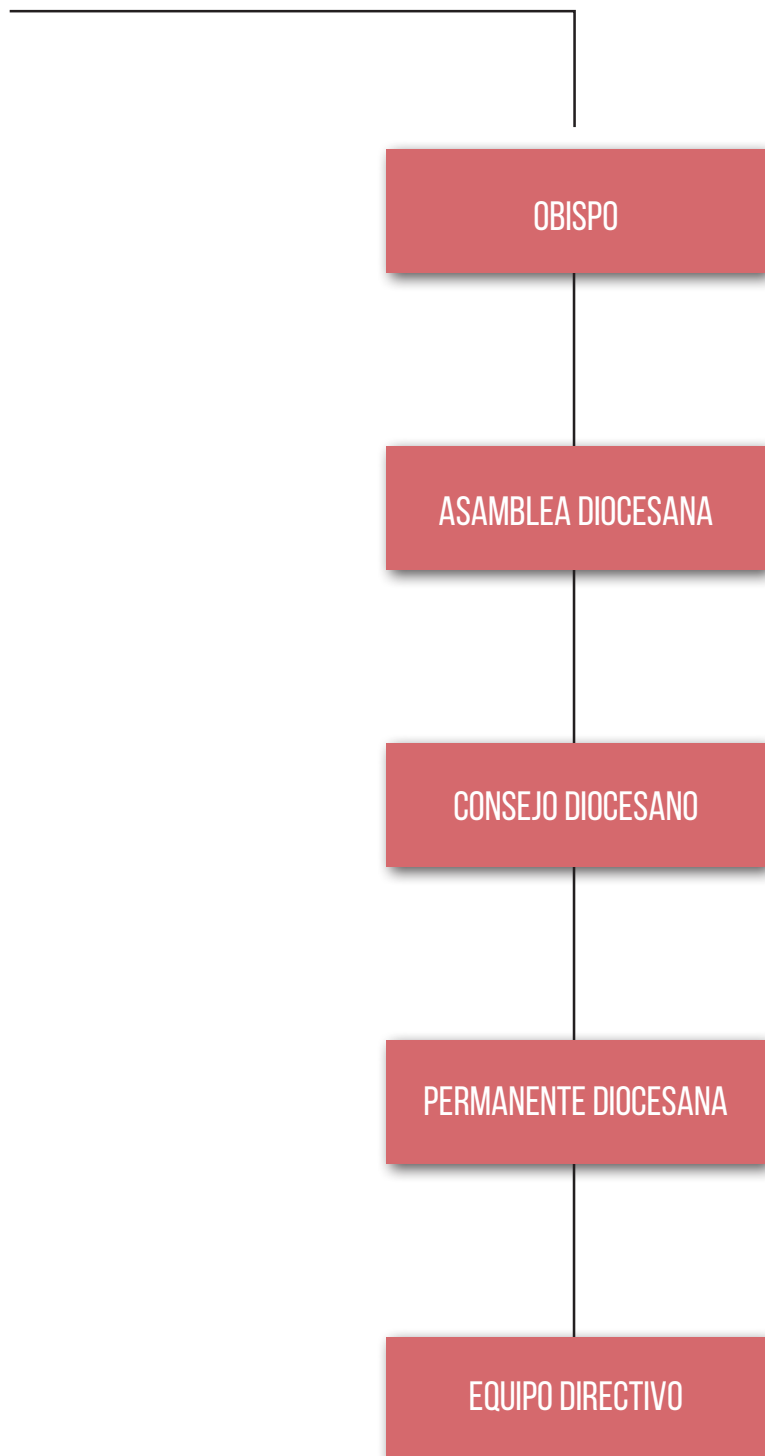 OBISPO
ASAMBLEA DIOCESANA
CONSEJO DIOCESANO
PERMANENTE DIOCESANA
EQUIPO DIRECTIVO